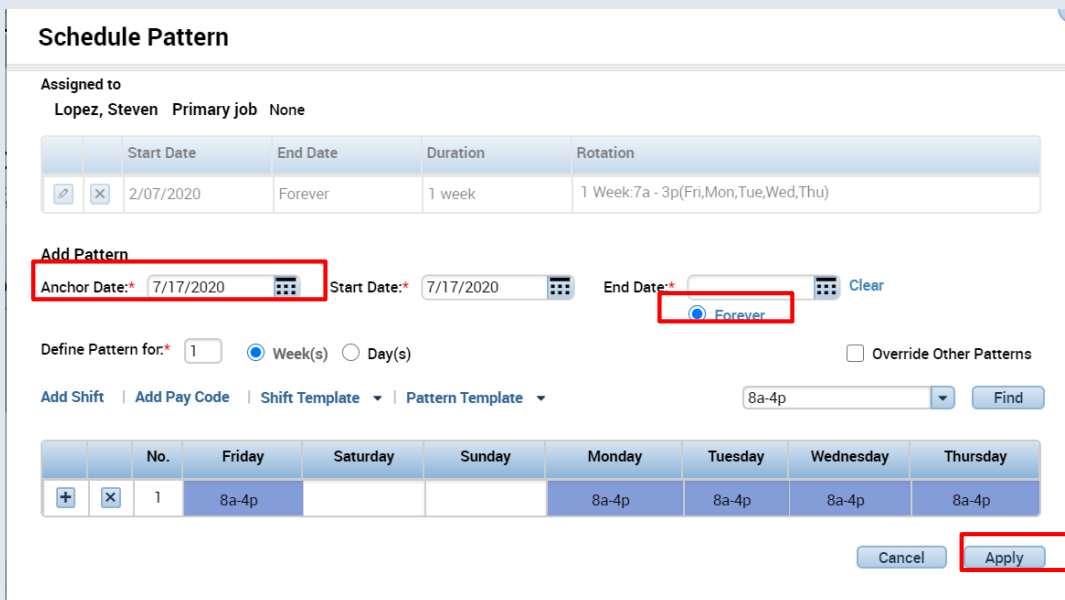 Schedule Pattern
Assigned to
Lopez, Steven Primary job None
Start Date End Date Duration Rotation
2/07/2020 Forever 1 week 1 Week:7a - 3p(Fri,Mon,Tue,Wed,Thu)
Add Pattern
Anchor Date:* 7/17/2020 Start Date:* 7/17/2020 End Date:* Clear
Forever
Define Pattern for:* 1 Week(s) Day(s) Override Other Patterns
Add Shift | Add Pay Code | Shift Template | Pattern Template 8a-4p Find
No. Friday Saturday Sunday Monday Tuesday Wednesday Thursday
1 8a-4p 8a-4p 8a-4p 8a-4p 8a-4p
Cancel Apply